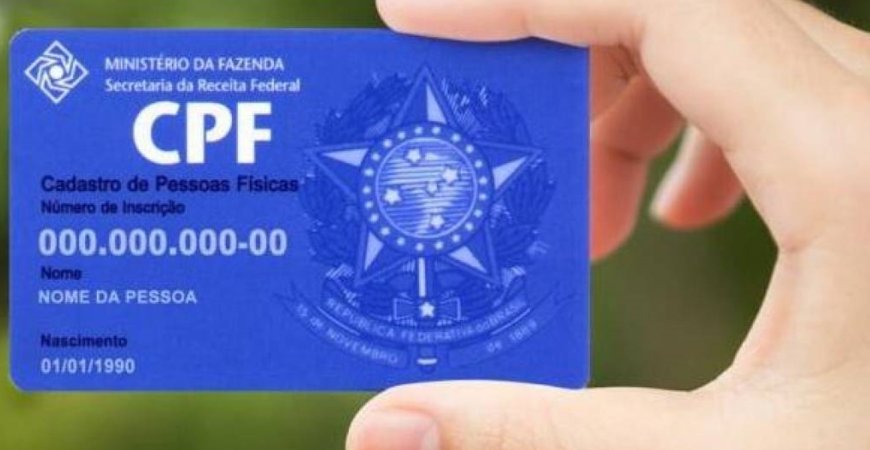 MINISTÉRIO DA FAZENDA
Secretaria da Receita Federal
CPF
Cadastro de Pessoas Físicas
Número de Inscrição
000.000.000-00
Nome
NOME DA PESSOA
Nascimento
01/01/1990
REPÚBLICA FEDERATIVA DO BRASIL
15 DE NOVEMBRO DE 1889